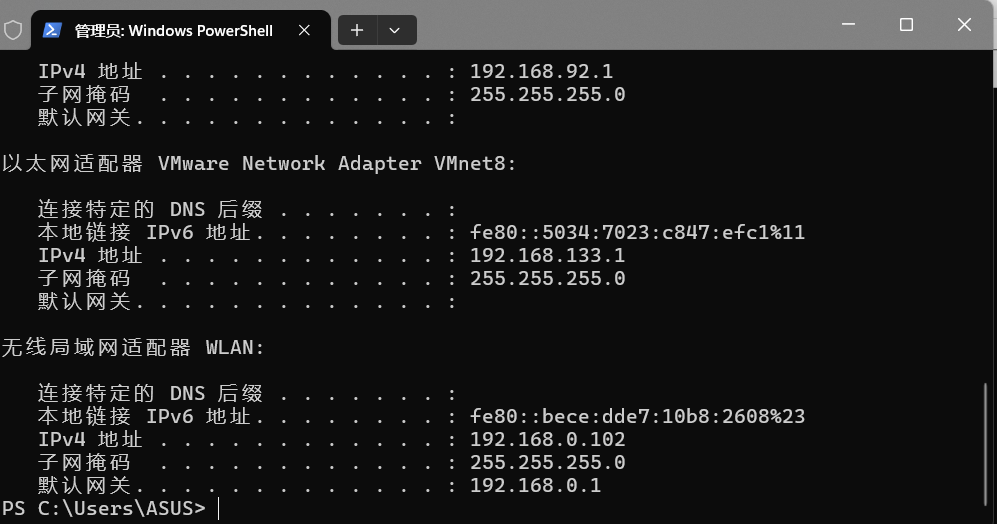 管理员: Windows PowerShell
IPv4 地址 . . . . . . . . . . . . : 192.168.92.1
子网掩码  . . . . . . . . . . . . : 255.255.255.0
默认网关. . . . . . . . . . . . . :
以太网适配器 VMware Network Adapter VMnet8:
连接特定的 DNS 后缀 . . . . . . . :
本地链接 IPv6 地址. . . . . . . . : fe80::5034:7023:c847:efc1%11
IPv4 地址 . . . . . . . . . . . . : 192.168.133.1
子网掩码  . . . . . . . . . . . . : 255.255.255.0
默认网关. . . . . . . . . . . . . :
无线局域网适配器 WLAN:
连接特定的 DNS 后缀 . . . . . . . :
本地链接 IPv6 地址. . . . . . . . : fe80::bece:dde7:10b8:2608%23
IPv4 地址 . . . . . . . . . . . . : 192.168.0.102
子网掩码  . . . . . . . . . . . . : 255.255.255.0
默认网关. . . . . . . . . . . . . : 192.168.0.1
PS C:\Users\ASUS>